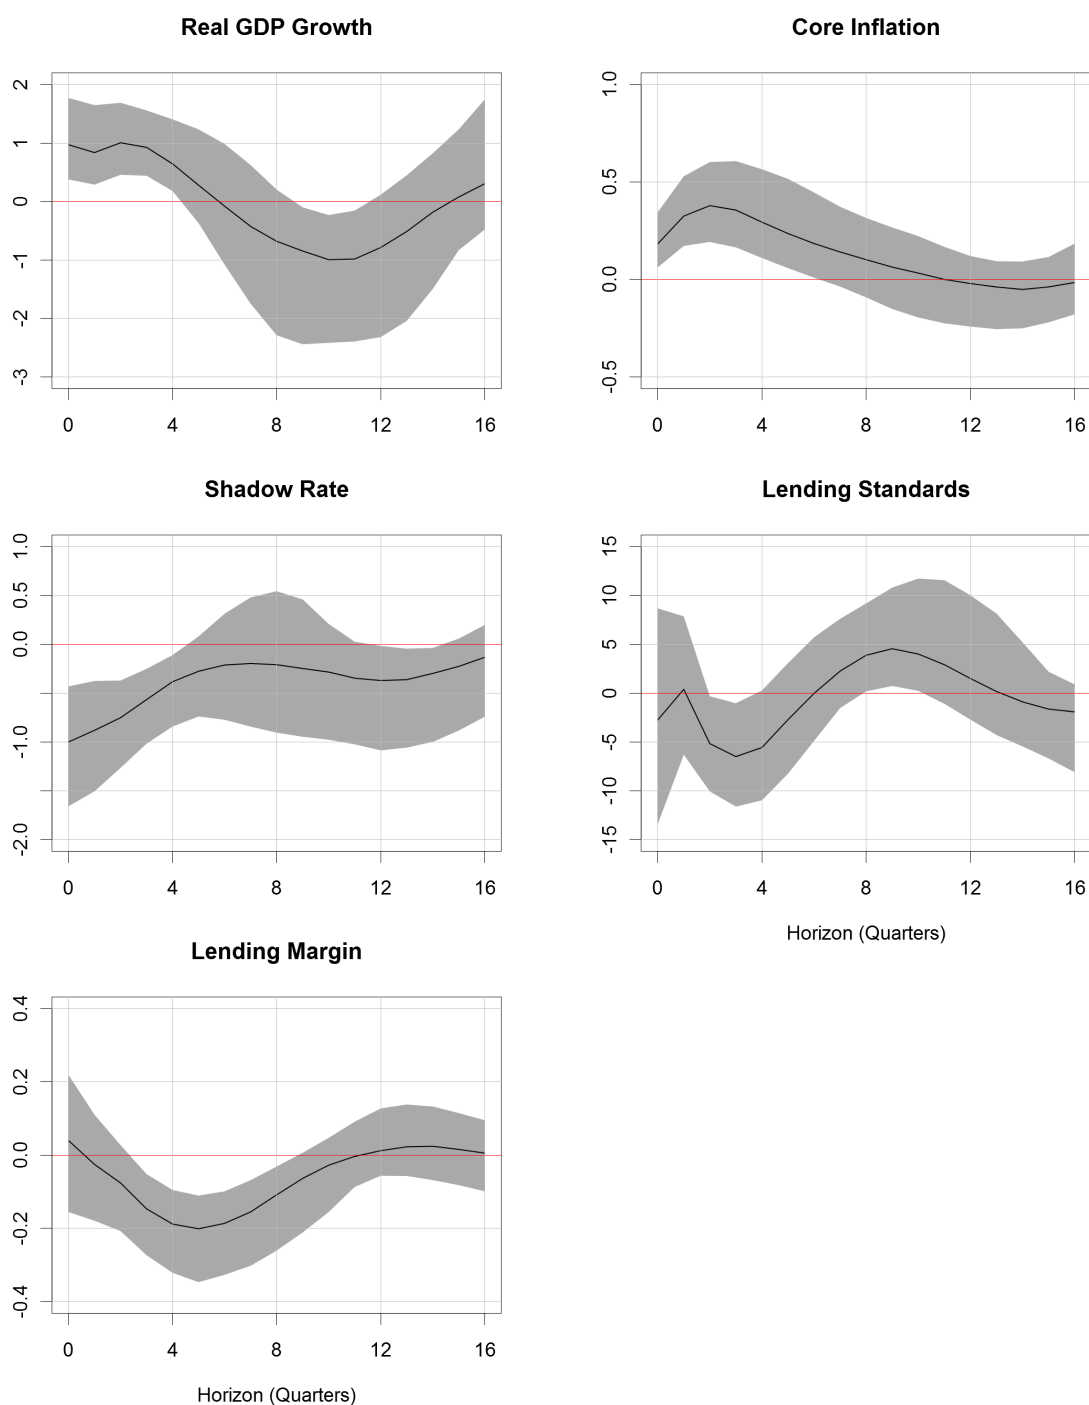 Real GDP Growth
2
1
0
-1
-2
-3
0 4 8 12 16
Core Inflation
1.0
0.5
0.0
-0.5
0 4 8 12 16
Shadow Rate
1.0
0.5
0.0
-1.0
-2.0
0 4 8 12 16
Lending Standards
15
10
5
0
-5
-10
-15
0 4 8 12 16
Horizon (Quarters)
Lending Margin
0.4
0.2
0.0
-0.2
-0.4
0 4 8 12 16
Horizon (Quarters)